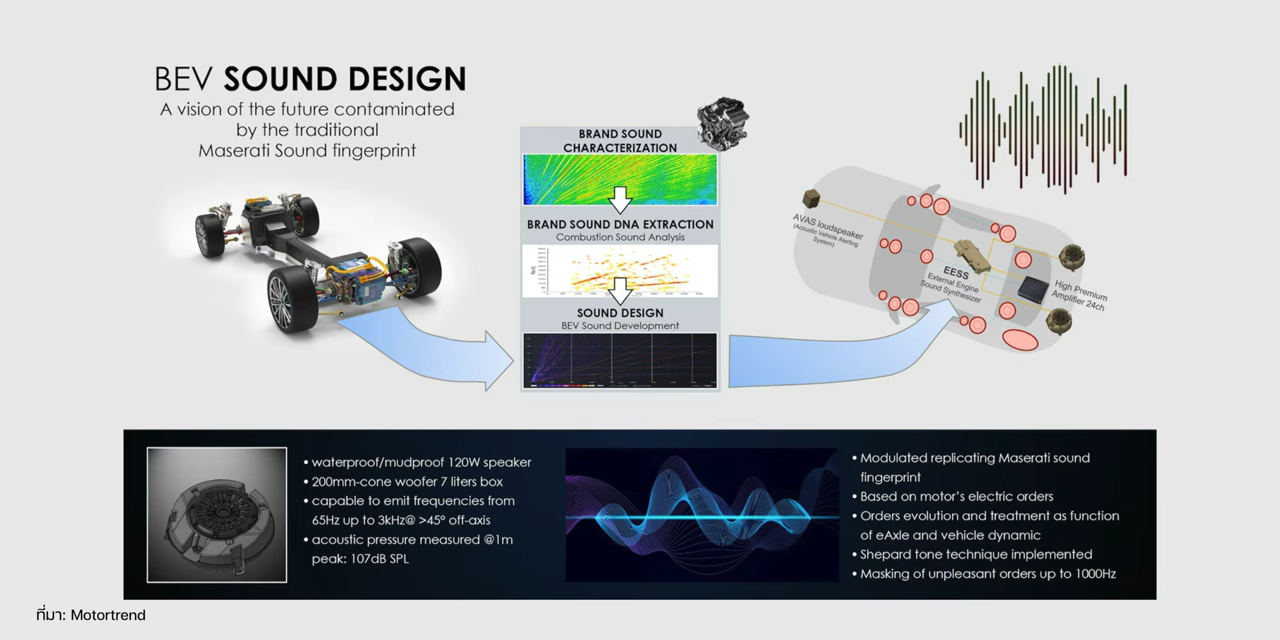 BEV SOUND DESIGN
A vision of the future contaminated
by the traditional
Maserati Sound fingerprint
BRAND SOUND
CHARACTERIZATION
BRAND SOUND DNA EXTRACTION
Combustion Sound Analysis
SOUND DESIGN
BEV Sound Development
AVAS loudspeaker
(Acoustic Vehicle Alerting
System)
EESS
External Engine
Sound Synthesizer
High Premium
Amplifier 24ch
• waterproof/mudproof 120W speaker
• 200mm-cone woofer 7 liters box
• capable to emit frequencies from
65Hz up to 3kHz@ >45° off-axis
• acoustic pressure measured @1m
peak: 107dB SPL
• Modulated replicating Maserati sound
fingerprint
• Based on motor's electric orders
• Orders evolution and treatment as function
of eAxle and vehicle dynamic
• Shepard tone technique implemented
• Masking of unpleasant orders up to 1000Hz
ที่มา: Motortrend